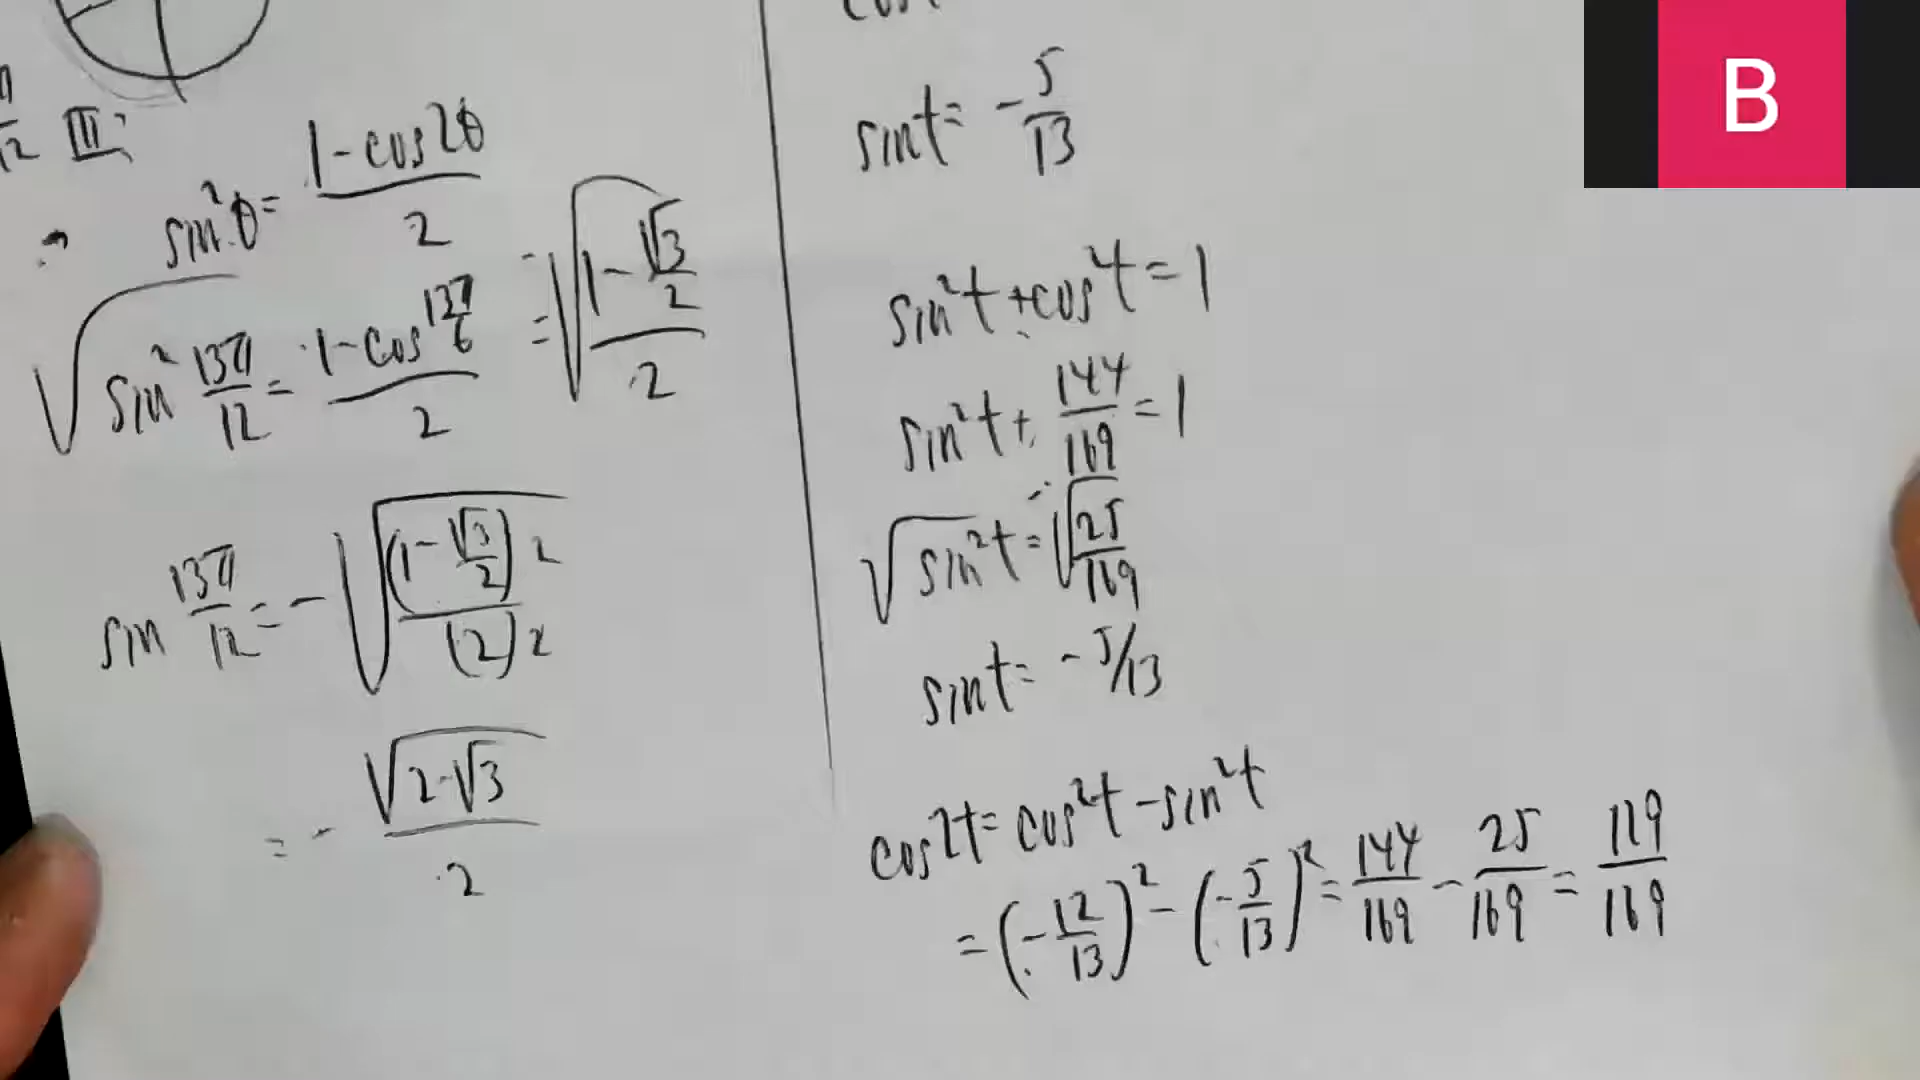 III
sin²θ = (1-cos2θ)/2
√sin² 13π/12 = (1-cos 13π/6)/2 = √((1-√3/2)/2)
sin 13π/12 = -√((1-√3/2)2/(2)2)
= - √(2-√3)/2
sin t = -5/13
sin²t + cos²t = 1
sin²t + 144/169 = 1
√sin²t = √(25/169)
sin t = -5/13
cos2t = cos²t - sin²t
= (-12/13)² - (-5/13)² = 144/169 - 25/169 = 119/169
B